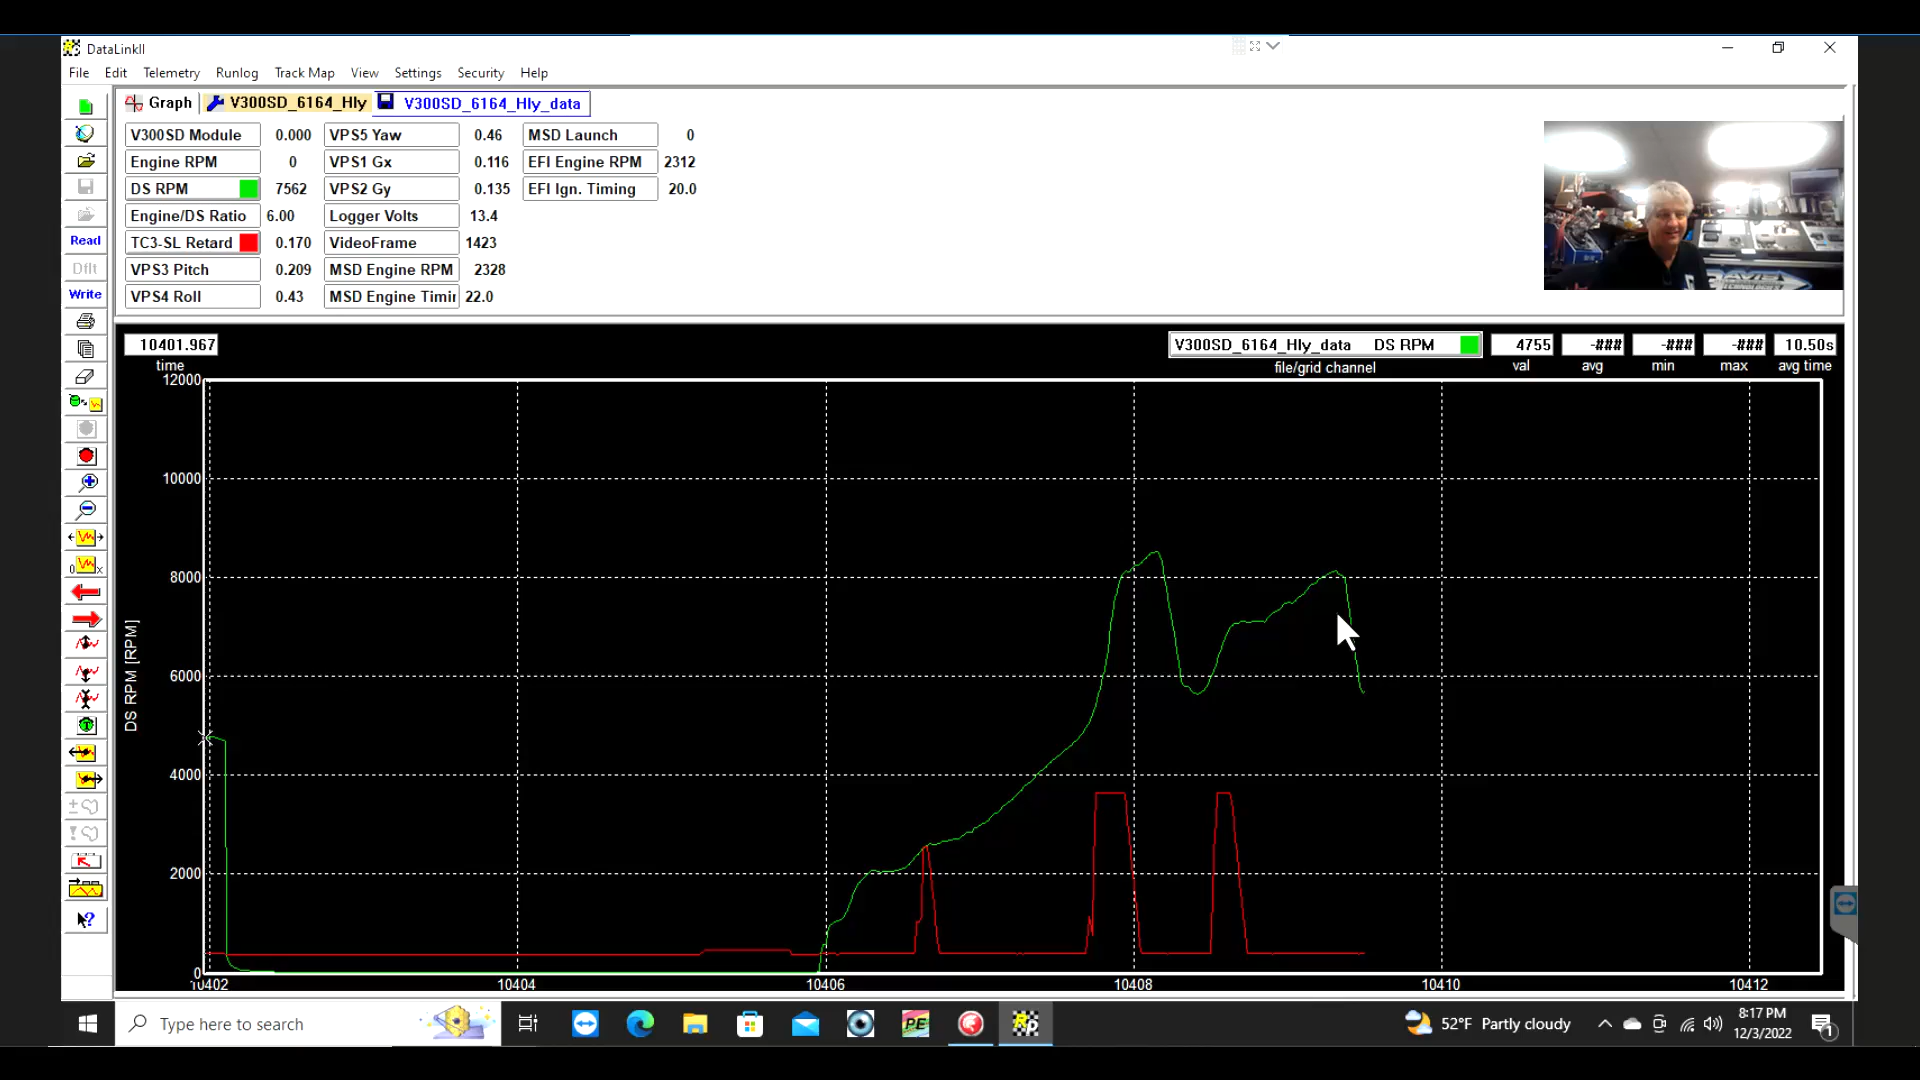 DataLinkII
File Edit Telemetry Runlog Track Map View Settings Security Help
Graph V300SD_6164_Hly V300SD_6164_Hly_data
V300SD Module 0.000 VPS5 Yaw 0.46 MSD Launch 0
Engine RPM 0 VPS1 Gx 0.116 EFI Engine RPM 2312
DS RPM 7562 VPS2 Gy 0.135 EFI Ign. Timing 20.0
Engine/DS Ratio 6.00 Logger Volts 13.4
TC3-SL Retard 0.170 VideoFrame 1423
VPS3 Pitch 0.209 MSD Engine RPM 2328
VPS4 Roll 0.43 MSD Engine Timir 22.0
Read
Dflt
Write
10401.967
time
V300SD_6164_Hly_data DS RPM 4755 -### -### -### 10.50s
file/grid channel val avg min max avg time
12000
10000
8000
6000
4000
2000
0
DS RPM [RPM]
10402 10404 10406 10408 10410 10412
DAVIS
TECHNOLOGIES
Type here to search
PE
52°F Partly cloudy
8:17 PM
12/3/2022
1